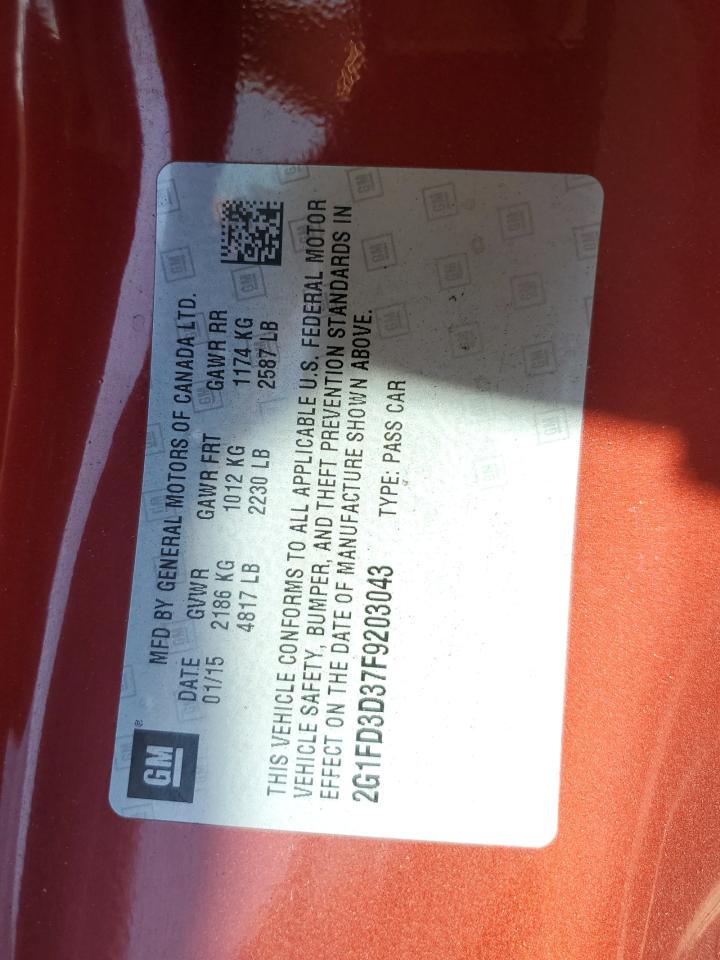 GM®
MFD BY GENERAL MOTORS OF CANADA LTD.
DATE GVWR GAWR FRT GAWR RR
01/15 2186 KG 1012 KG 1174 KG
4817 LB 2230 LB 2587 LB
THIS VEHICLE CONFORMS TO ALL APPLICABLE U.S. FEDERAL MOTOR
VEHICLE SAFETY, BUMPER, AND THEFT PREVENTION STANDARDS IN
EFFECT ON THE DATE OF MANUFACTURE SHOWN ABOVE.
2G1FD3D37F9203043 TYPE: PASS CAR